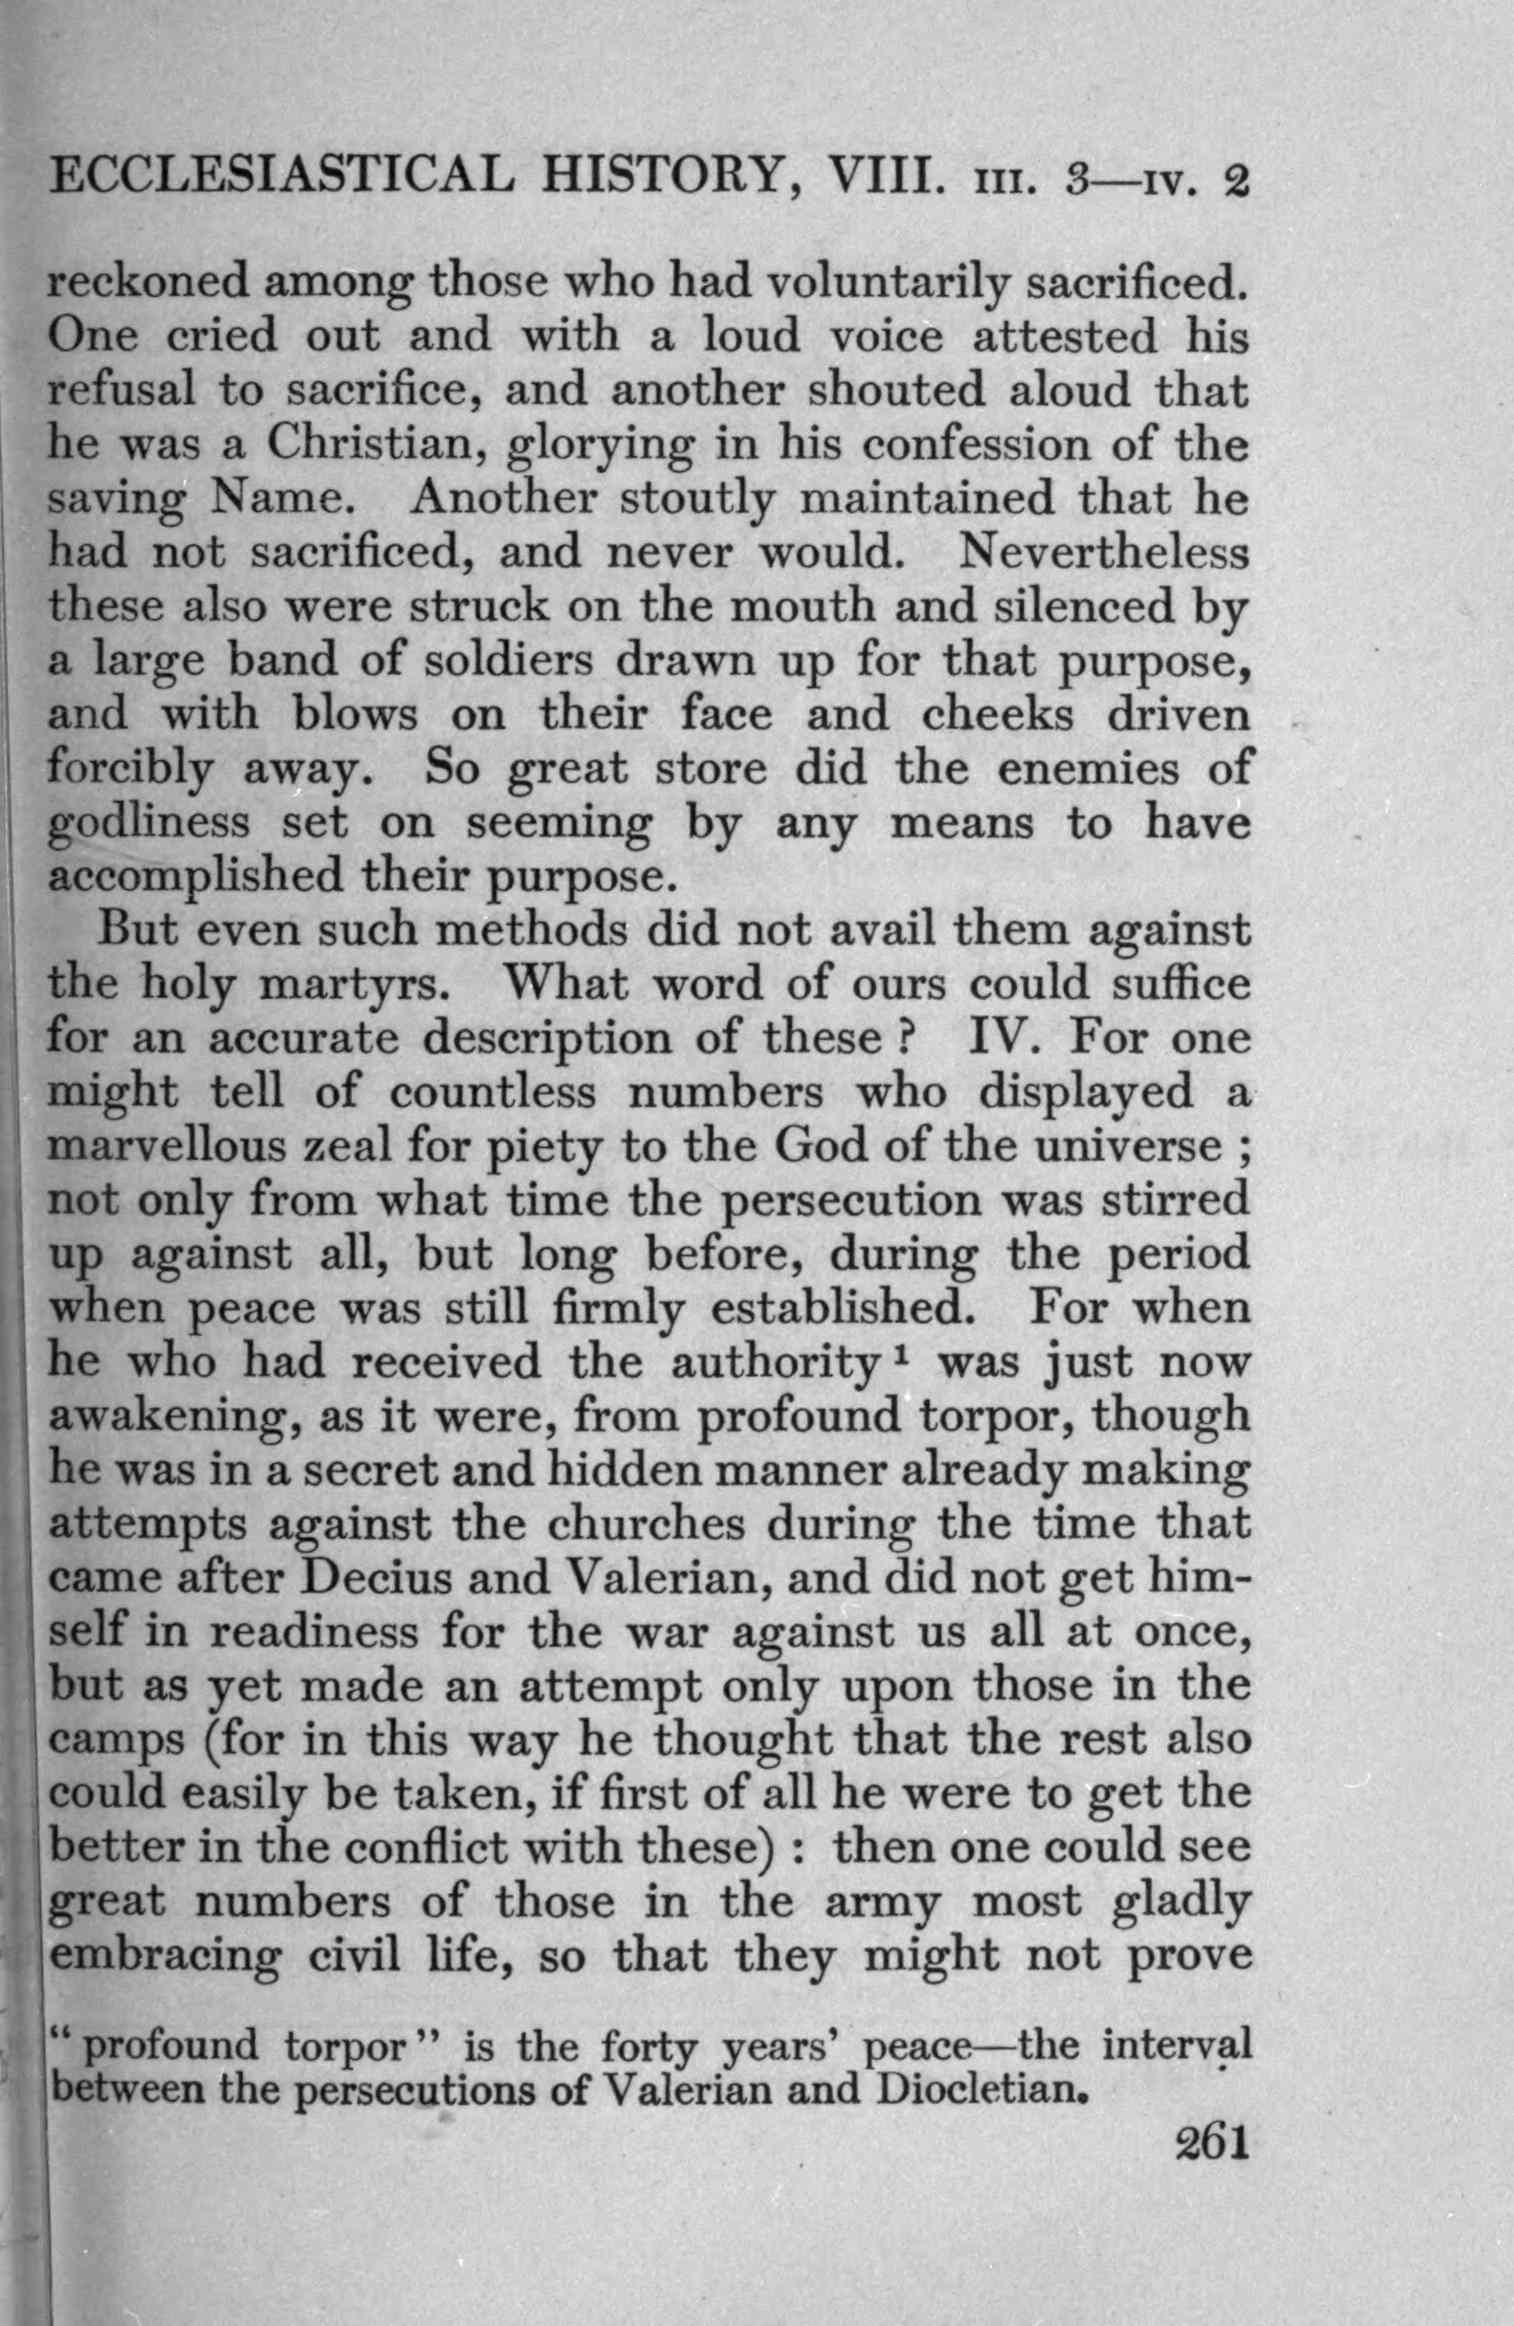 ECCLESIASTICAL HISTORY, VIII. III. 3—IV. 2
reckoned among those who had voluntarily sacrificed.
One cried out and with a loud voice attested his
refusal to sacrifice, and another shouted aloud that
he was a Christian, glorying in his confession of the
saving Name. Another stoutly maintained that he
had not sacrificed, and never would. Nevertheless
these also were struck on the mouth and silenced by
a large band of soldiers drawn up for that purpose,
and with blows on their face and cheeks driven
forcibly away. So great store did the enemies of
godliness set on seeming by any means to have
accomplished their purpose.
But even such methods did not avail them against
the holy martyrs. What word of ours could suffice
for an accurate description of these ? IV. For one
might tell of countless numbers who displayed a
marvellous zeal for piety to the God of the universe ;
not only from what time the persecution was stirred
up against all, but long before, during the period
when peace was still firmly established. For when
he who had received the authority ¹ was just now
awakening, as it were, from profound torpor, though
he was in a secret and hidden manner already making
attempts against the churches during the time that
came after Decius and Valerian, and did not get him-
self in readiness for the war against us all at once,
but as yet made an attempt only upon those in the
camps (for in this way he thought that the rest also
could easily be taken, if first of all he were to get the
better in the conflict with these) : then one could see
great numbers of those in the army most gladly
embracing civil life, so that they might not prove
“ profound torpor ” is the forty years’ peace—the interval
between the persecutions of Valerian and Diocletian.
261